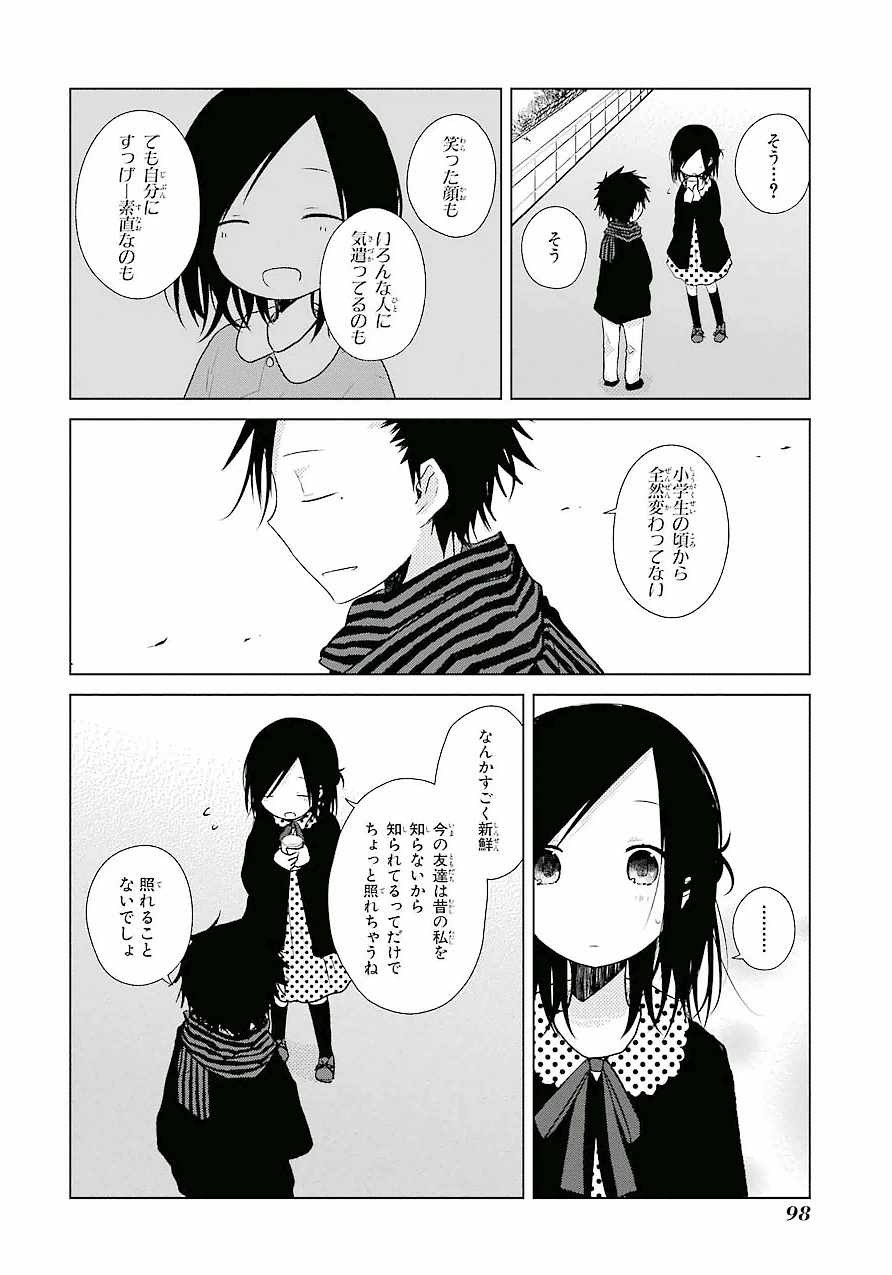 そう…?
そう
笑った顔も
いろんな人に
気遣ってるのも
でも自分に
すっげー素直なのも
小学生の頃から
全然変わってない
………
なんかすごく新鮮
今の友達は昔の私を
知らないから
知られてるってだけで
ちょっと照れちゃうね
照れること
ないでしょ
98